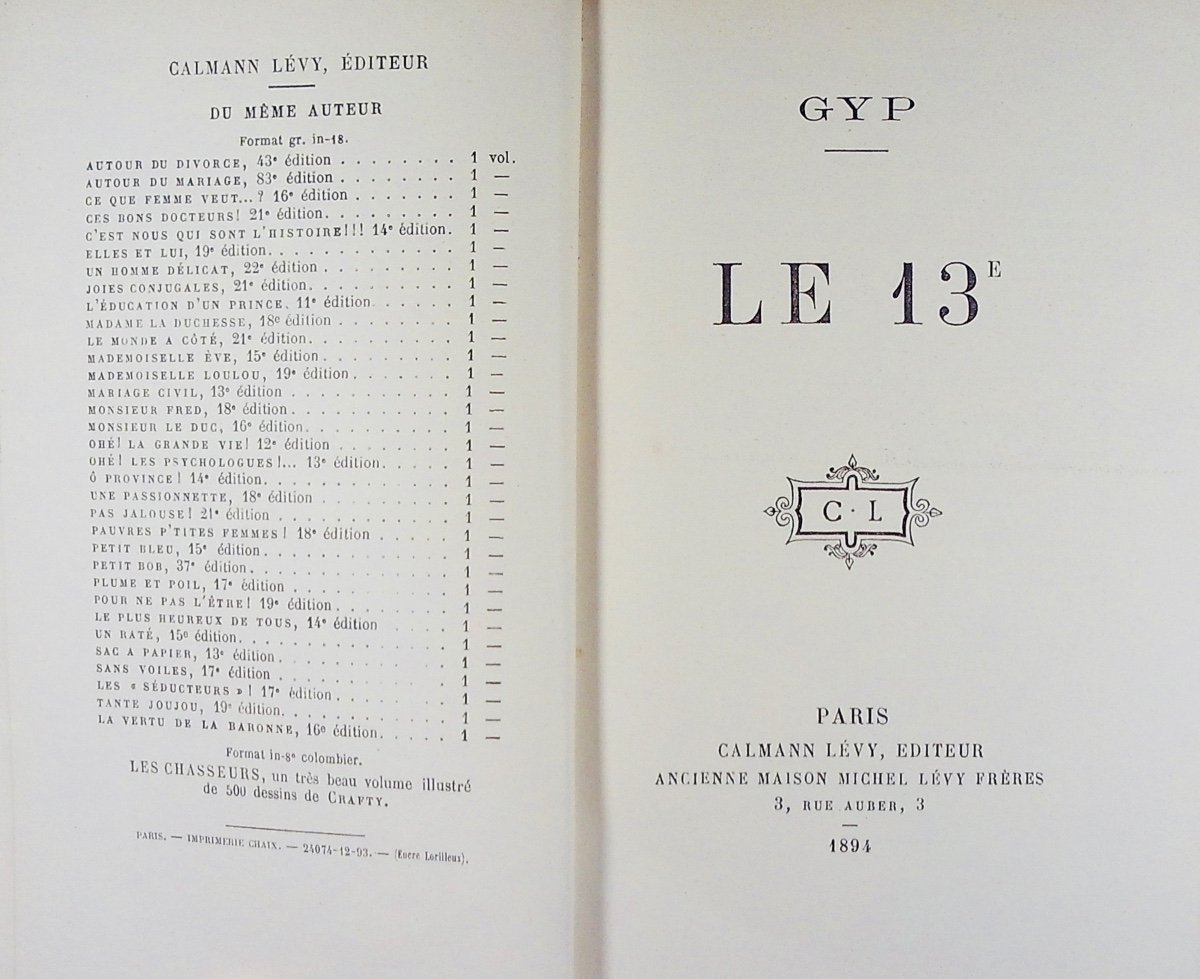 CALMANN LÉVY, ÉDITEUR
DU MÊME AUTEUR
Format gr. in-18.
AUTOUR DU DIVORCE, 43e édition . . . . . . . . 1 vol.
AUTOUR DU MARIAGE, 83e édition . . . . . . . . 1 —
CE QUE FEMME VEUT...? 16e édition . . . . . . . 1 —
CES BONS DOCTEURS! 21e édition. . . . . . . . . 1 —
C'EST NOUS QUI SONT L'HISTOIRE!!! 14e édition. 1 —
ELLES ET LUI, 19e édition. . . . . . . . . . . . 1 —
UN HOMME DÉLICAT, 22e édition . . . . . . . . . 1 —
JOIES CONJUGALES, 21e édition. . . . . . . . . . 1 —
L'ÉDUCATION D'UN PRINCE. 11e édition. . . . . . 1 —
MADAME LA DUCHESSE, 18e édition . . . . . . . . 1 —
LE MONDE A CÔTÉ, 21e édition. . . . . . . . . . 1 —
MADEMOISELLE ÈVE, 15e édition . . . . . . . . . 1 —
MADEMOISELLE LOULOU, 19e édition. . . . . . . . 1 —
MARIAGE CIVIL, 13e édition . . . . . . . . . . . 1 —
MONSIEUR FRED, 18e édition . . . . . . . . . . . 1 —
MONSIEUR LE DUC, 16e édition. . . . . . . . . . 1 —
OHÉ! LA GRANDE VIE! 12e édition . . . . . . . . 1 —
OHÉ! LES PSYCHOLOGUES!... 13e édition. . . . . . 1 —
Ô PROVINCE! 14e édition. . . . . . . . . . . . . 1 —
UNE PASSIONNETTE, 18e édition . . . . . . . . . 1 —
PAS JALOUSE! 21e édition . . . . . . . . . . . . 1 —
PAUVRES P'TITES FEMMES! 18e édition . . . . . . 1 —
PETIT BLEU, 15e édition. . . . . . . . . . . . . 1 —
PETIT BOB, 37e édition. . . . . . . . . . . . . 1 —
PLUME ET POIL, 17e édition . . . . . . . . . . . 1 —
POUR NE PAS L'ÊTRE! 19e édition . . . . . . . . 1 —
LE PLUS HEUREUX DE TOUS, 14e édition . . . . 1 —
UN RATÉ, 15e édition. . . . . . . . . . . . . . 1 —
SAC A PAPIER, 13e édition . . . . . . . . . . . 1 —
SANS VOILES, 17e édition . . . . . . . . . . . . 1 —
LES « SÉDUCTEURS »! 17e édition . . . . . . . . 1 —
TANTE JOUJOU, 19e édition. . . . . . . . . . . . 1 —
LA VERTU DE LA BARONNE, 16e édition. . . . . . 1 —
Format in-8o colombier.
LES CHASSEURS, un très beau volume illustré
de 500 dessins de CRAFTY.
PARIS. — IMPRIMERIE CHAIX. — 24074-12-93. — (Encre Lorilleux).
GYP
LE 13E
C · L
PARIS
CALMANN LÉVY, EDITEUR
ANCIENNE MAISON MICHEL LÉVY FRÈRES
3, RUE AUBER, 3
1894